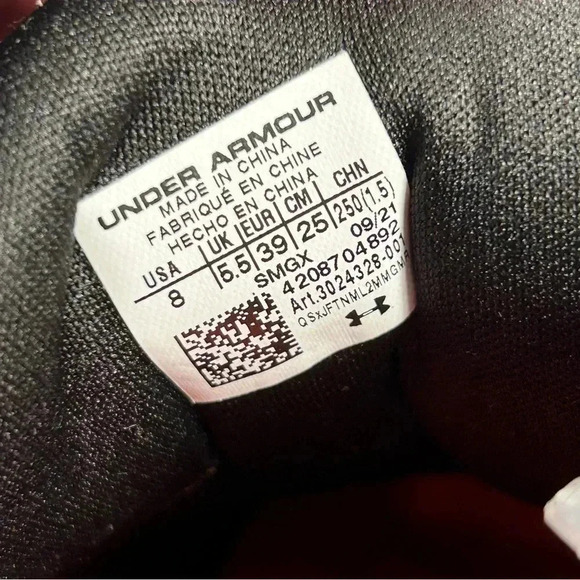 UNDER ARMOUR
MADE IN CHINA
FABRIQUÉ EN CHINE
HECHO EN CHINA
USA UK EUR CM CHN
8 5.5 39 25 250(1.5)
SMGX 09/21
4208704892
Art.3024328-001